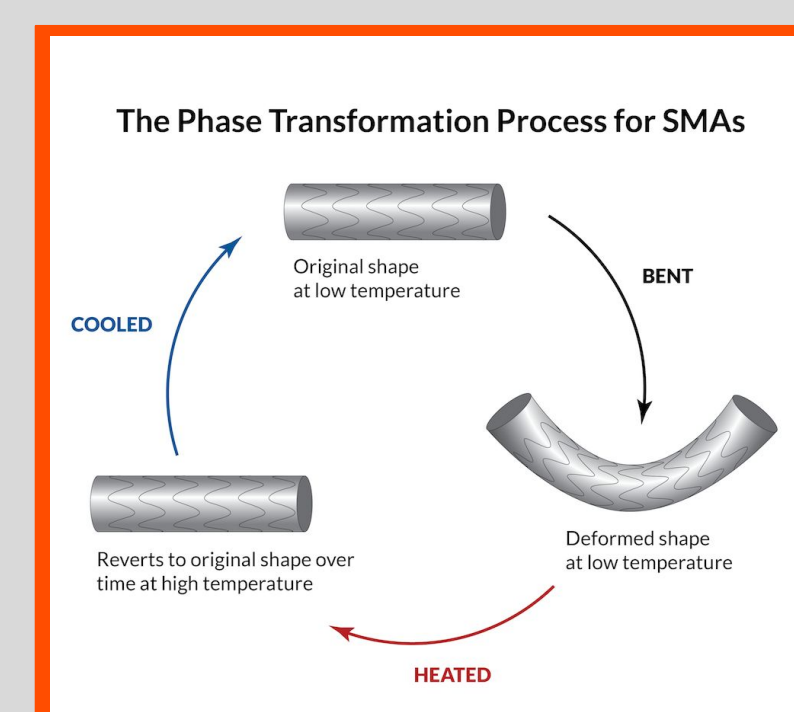 The Phase Transformation Process for SMAs
Original shape
at low temperature
BENT
COOLED
Deformed shape
at low temperature
Reverts to original shape over
time at high temperature
HEATED